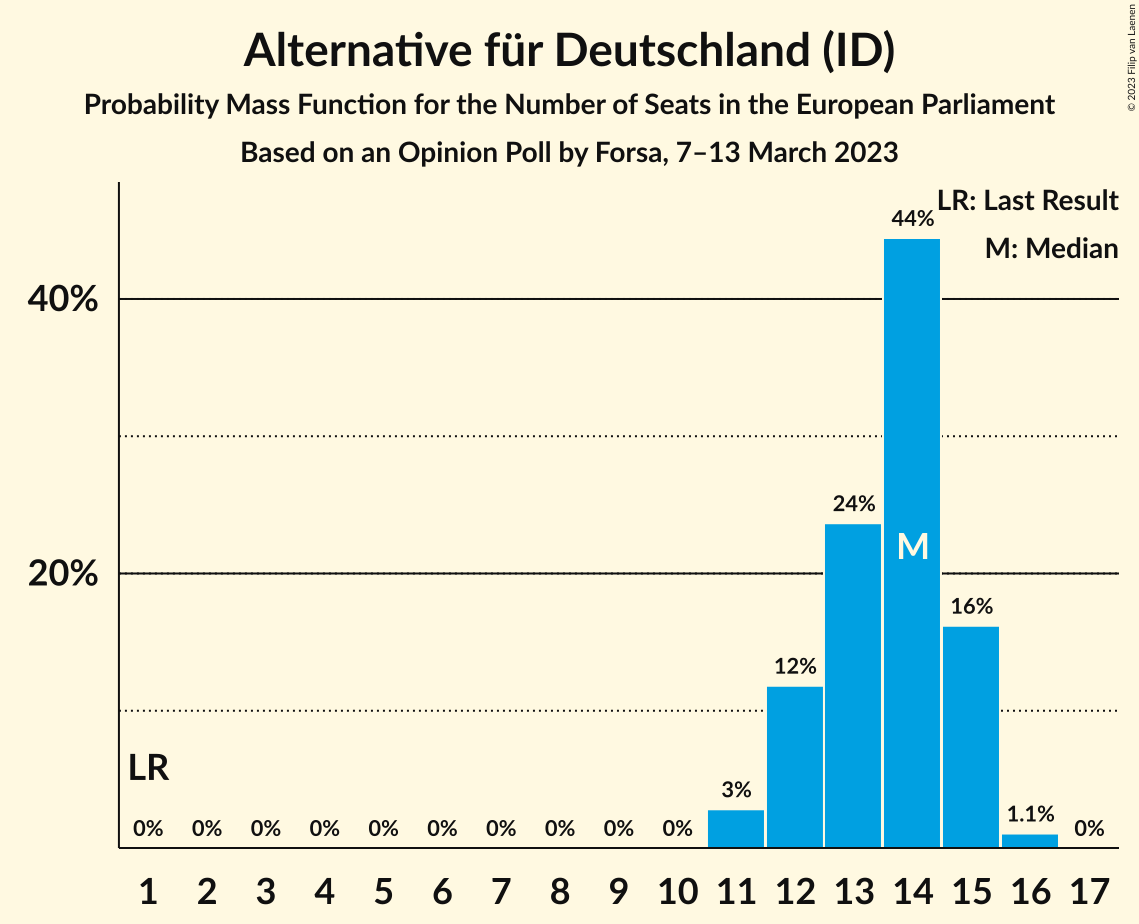 Alternative für Deutschland (ID)
Probability Mass Function for the Number of Seats in the European Parliament
Based on an Opinion Poll by Forsa, 7–13 March 2023
© 2023 Filip van Laenen
LR: Last Result
M: Median
44%
40%
24%
M
20%
16%
12%
LR
3%
1.1%
0% 0% 0% 0% 0% 0% 0% 0% 0% 0% 0%
1 2 3 4 5 6 7 8 9 10 11 12 13 14 15 16 17